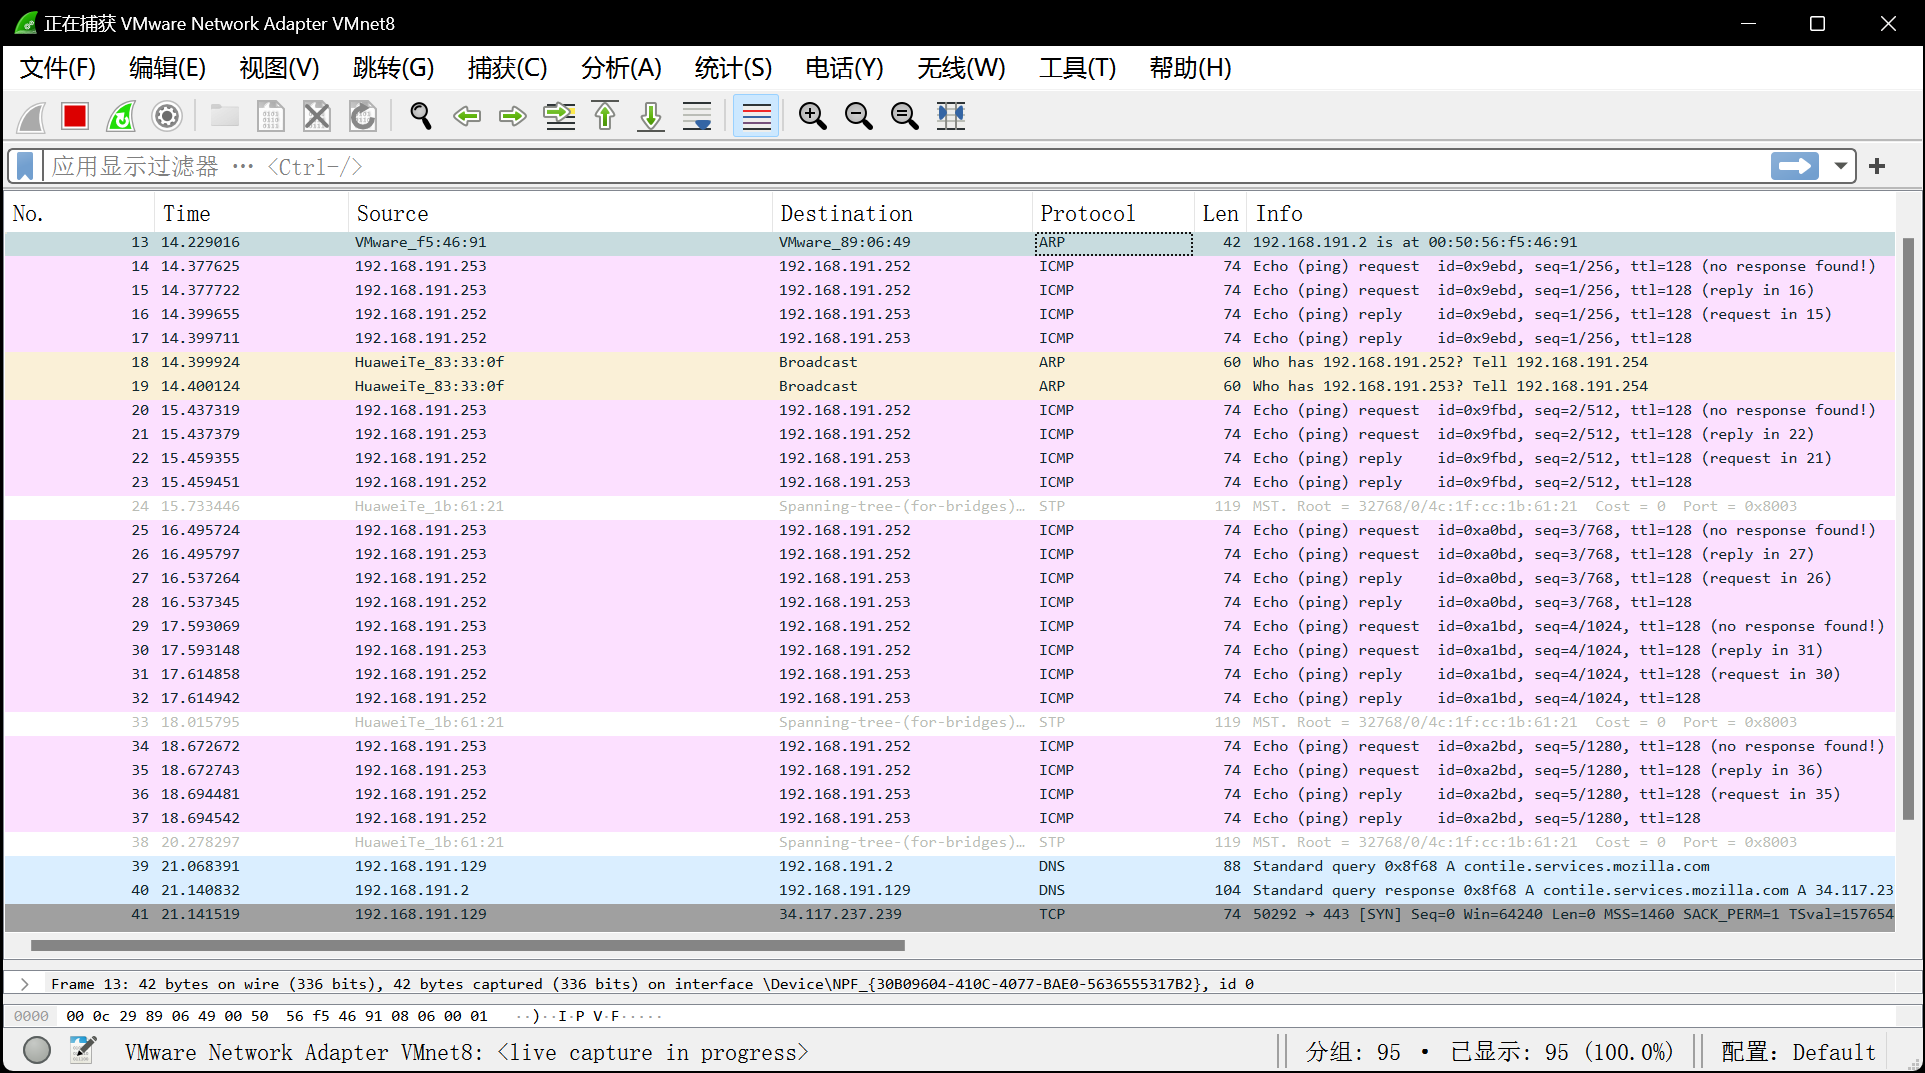 正在捕获 VMware Network Adapter VMnet8
文件(F) 编辑(E) 视图(V) 跳转(G) 捕获(C) 分析(A) 统计(S) 电话(Y) 无线(W) 工具(T) 帮助(H)
应用显示过滤器 … <Ctrl-/>
No. Time Source Destination Protocol Len Info
13 14.229016 VMware_f5:46:91 VMware_89:06:49 ARP 42 192.168.191.2 is at 00:50:56:f5:46:91
14 14.377625 192.168.191.253 192.168.191.252 ICMP 74 Echo (ping) request id=0x9ebd, seq=1/256, ttl=128 (no response found!)
15 14.377722 192.168.191.253 192.168.191.252 ICMP 74 Echo (ping) request id=0x9ebd, seq=1/256, ttl=128 (reply in 16)
16 14.399655 192.168.191.252 192.168.191.253 ICMP 74 Echo (ping) reply id=0x9ebd, seq=1/256, ttl=128 (request in 15)
17 14.399711 192.168.191.252 192.168.191.253 ICMP 74 Echo (ping) reply id=0x9ebd, seq=1/256, ttl=128
18 14.399924 HuaweiTe_83:33:0f Broadcast ARP 60 Who has 192.168.191.252? Tell 192.168.191.254
19 14.400124 HuaweiTe_83:33:0f Broadcast ARP 60 Who has 192.168.191.253? Tell 192.168.191.254
20 15.437319 192.168.191.253 192.168.191.252 ICMP 74 Echo (ping) request id=0x9fbd, seq=2/512, ttl=128 (no response found!)
21 15.437379 192.168.191.253 192.168.191.252 ICMP 74 Echo (ping) request id=0x9fbd, seq=2/512, ttl=128 (reply in 22)
22 15.459355 192.168.191.252 192.168.191.253 ICMP 74 Echo (ping) reply id=0x9fbd, seq=2/512, ttl=128 (request in 21)
23 15.459451 192.168.191.252 192.168.191.253 ICMP 74 Echo (ping) reply id=0x9fbd, seq=2/512, ttl=128
24 15.733446 HuaweiTe_1b:61:21 Spanning-tree-(for-bridges)… STP 119 MST. Root = 32768/0/4c:1f:cc:1b:61:21 Cost = 0 Port = 0x8003
25 16.495724 192.168.191.253 192.168.191.252 ICMP 74 Echo (ping) request id=0xa0bd, seq=3/768, ttl=128 (no response found!)
26 16.495797 192.168.191.253 192.168.191.252 ICMP 74 Echo (ping) request id=0xa0bd, seq=3/768, ttl=128 (reply in 27)
27 16.537264 192.168.191.252 192.168.191.253 ICMP 74 Echo (ping) reply id=0xa0bd, seq=3/768, ttl=128 (request in 26)
28 16.537345 192.168.191.252 192.168.191.253 ICMP 74 Echo (ping) reply id=0xa0bd, seq=3/768, ttl=128
29 17.593069 192.168.191.253 192.168.191.252 ICMP 74 Echo (ping) request id=0xa1bd, seq=4/1024, ttl=128 (no response found!)
30 17.593148 192.168.191.253 192.168.191.252 ICMP 74 Echo (ping) request id=0xa1bd, seq=4/1024, ttl=128 (reply in 31)
31 17.614858 192.168.191.252 192.168.191.253 ICMP 74 Echo (ping) reply id=0xa1bd, seq=4/1024, ttl=128 (request in 30)
32 17.614942 192.168.191.252 192.168.191.253 ICMP 74 Echo (ping) reply id=0xa1bd, seq=4/1024, ttl=128
33 18.015795 HuaweiTe_1b:61:21 Spanning-tree-(for-bridges)… STP 119 MST. Root = 32768/0/4c:1f:cc:1b:61:21 Cost = 0 Port = 0x8003
34 18.672672 192.168.191.253 192.168.191.252 ICMP 74 Echo (ping) request id=0xa2bd, seq=5/1280, ttl=128 (no response found!)
35 18.672743 192.168.191.253 192.168.191.252 ICMP 74 Echo (ping) request id=0xa2bd, seq=5/1280, ttl=128 (reply in 36)
36 18.694481 192.168.191.252 192.168.191.253 ICMP 74 Echo (ping) reply id=0xa2bd, seq=5/1280, ttl=128 (request in 35)
37 18.694542 192.168.191.252 192.168.191.253 ICMP 74 Echo (ping) reply id=0xa2bd, seq=5/1280, ttl=128
38 20.278297 HuaweiTe_1b:61:21 Spanning-tree-(for-bridges)… STP 119 MST. Root = 32768/0/4c:1f:cc:1b:61:21 Cost = 0 Port = 0x8003
39 21.068391 192.168.191.129 192.168.191.2 DNS 88 Standard query 0x8f68 A contile.services.mozilla.com
40 21.140832 192.168.191.2 192.168.191.129 DNS 104 Standard query response 0x8f68 A contile.services.mozilla.com A 34.117.23
41 21.141519 192.168.191.129 34.117.237.239 TCP 74 50292 → 443 [SYN] Seq=0 Win=64240 Len=0 MSS=1460 SACK_PERM=1 TSval=157654
Frame 13: 42 bytes on wire (336 bits), 42 bytes captured (336 bits) on interface \Device\NPF_{30B09604-410C-4077-BAE0-5636555317B2}, id 0
0000 00 0c 29 89 06 49 00 50 56 f5 46 91 08 06 00 01 ··)··I·P V·F·····
VMware Network Adapter VMnet8: <live capture in progress> 分组: 95 · 已显示: 95 (100.0%) 配置: Default